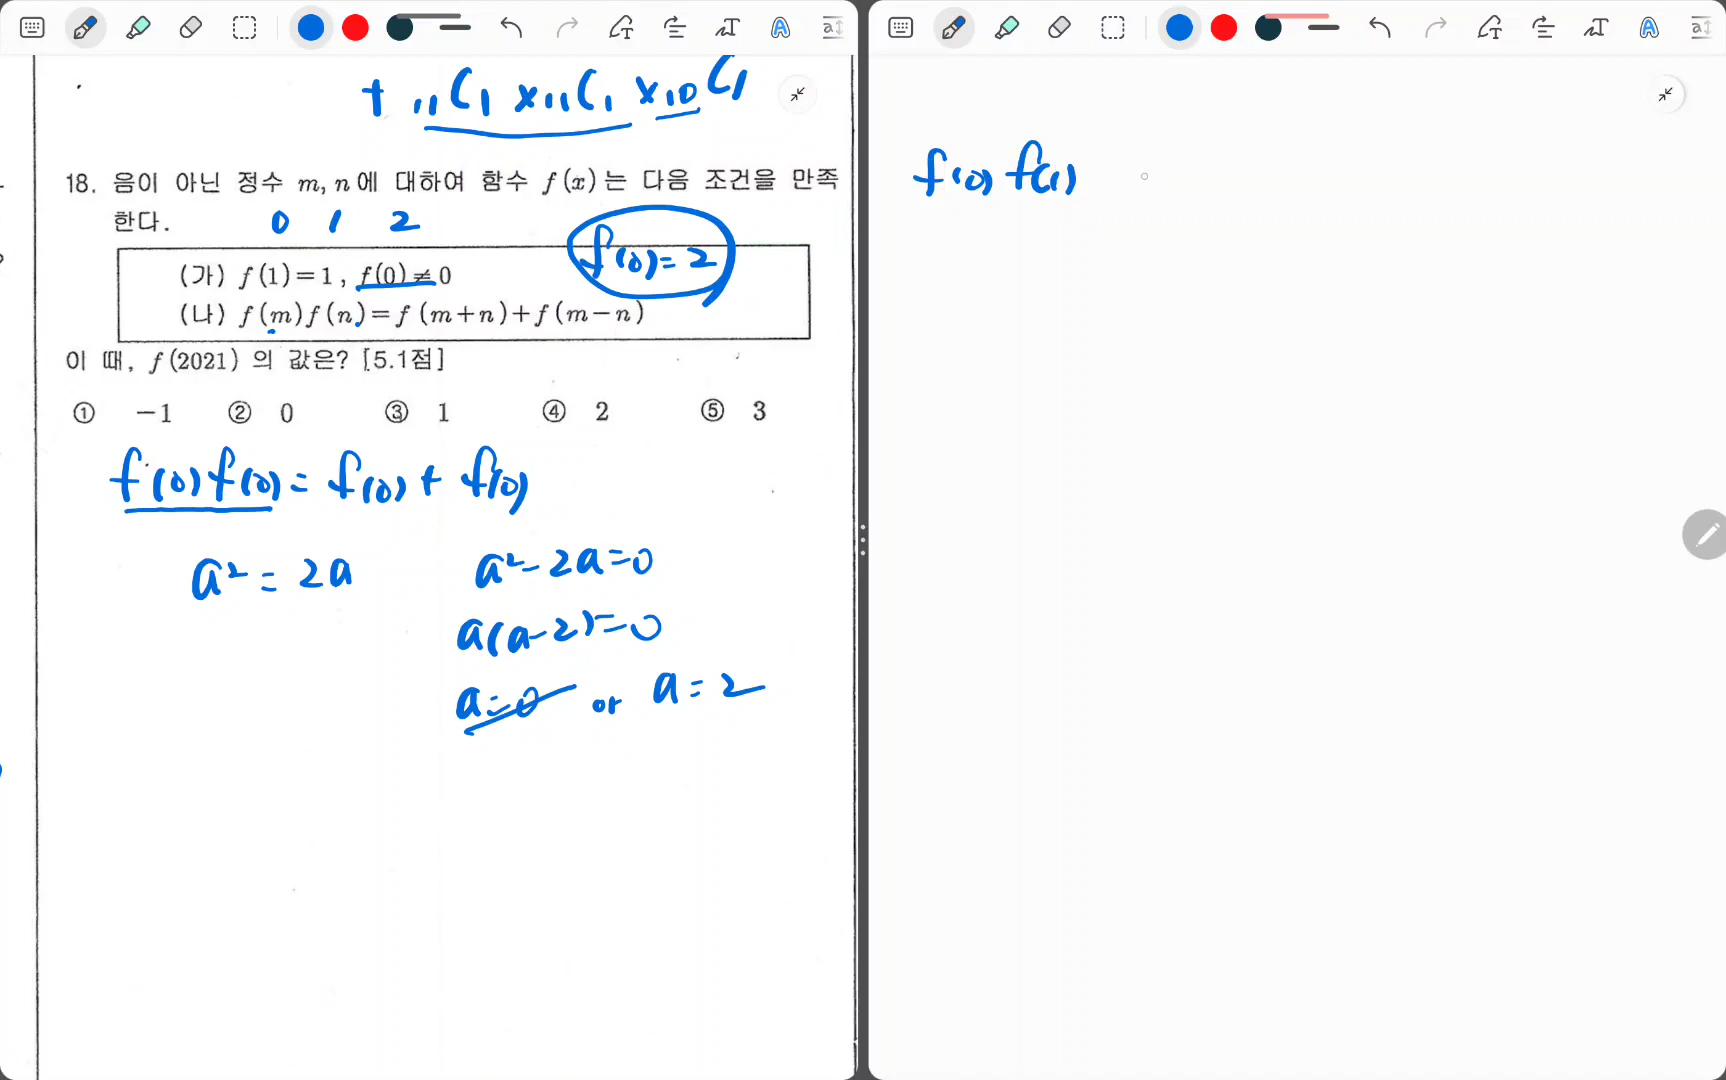 + ₁₁C₁ × ₁₁C₁ × ₁₀C₁
18. 음이 아닌 정수 m, n에 대하여 함수 f(x)는 다음 조건을 만족
한다.
0 1 2
f(0)=2
(가) f(1)=1, f(0)≠0
(나) f(m)f(n)=f(m+n)+f(m-n)
이 때, f(2021) 의 값은? [5.1점]
① -1 ② 0 ③ 1 ④ 2 ⑤ 3
f(0)f(0)=f(0)+f(0)
a²=2a
a²-2a=0
a(a-2)=0
a=0 or a=2
f(0)f(1)